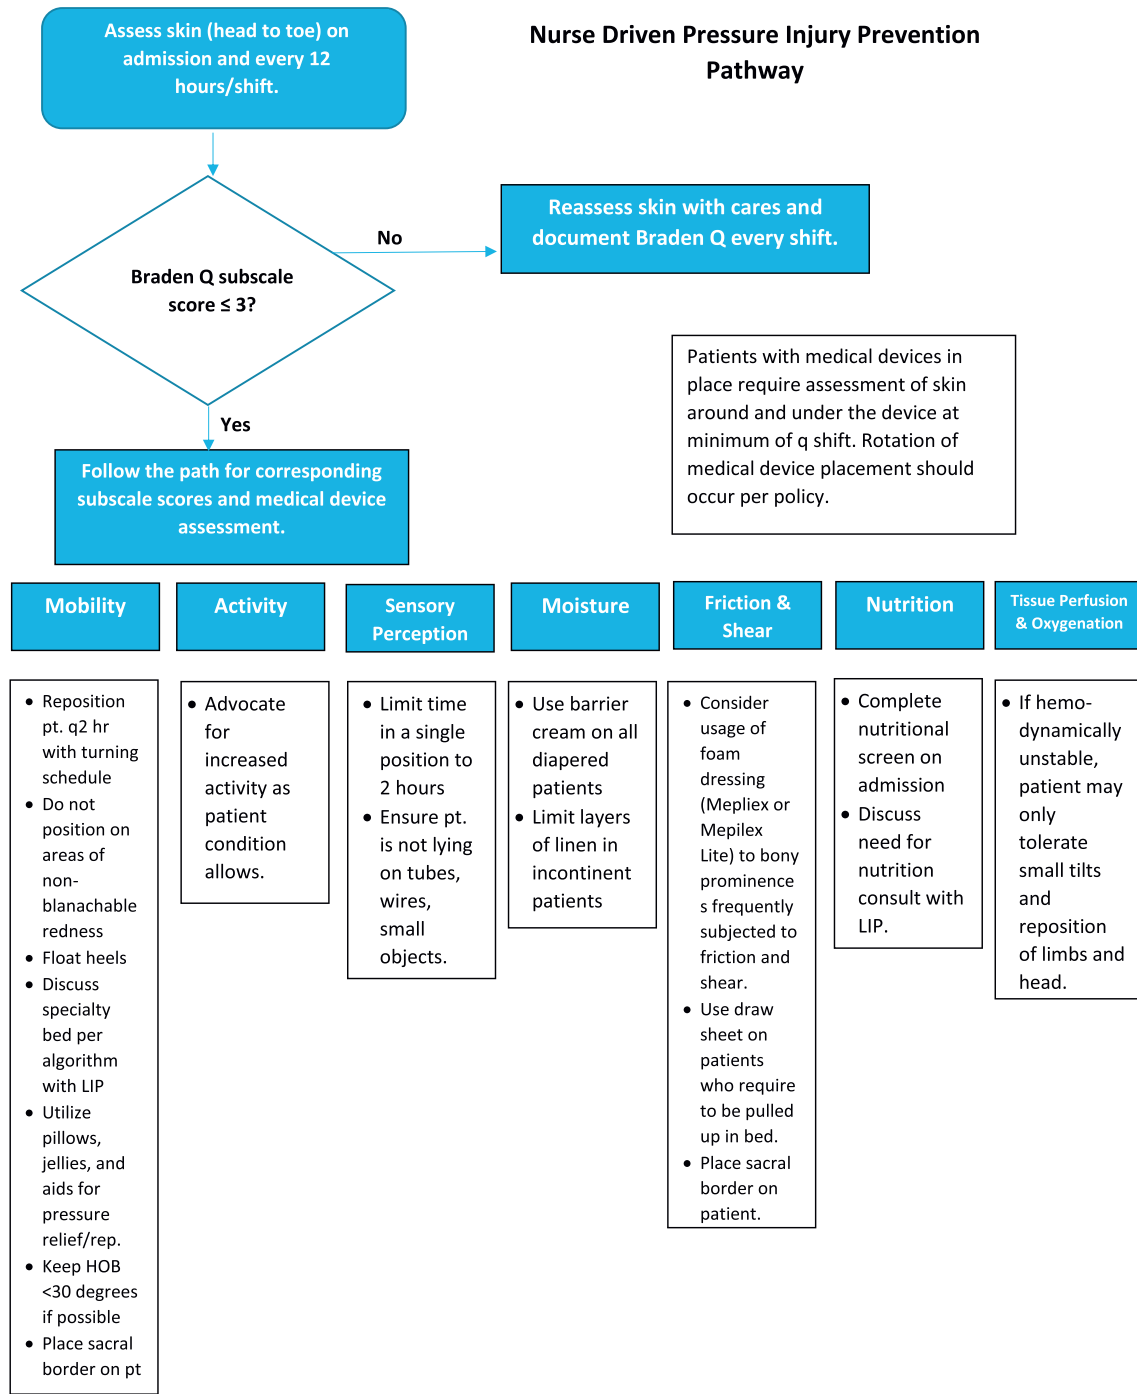 Assess skin (head to toe) on
admission and every 12
hours/shift.
Nurse Driven Pressure Injury Prevention
Pathway
Braden Q subscale
score ≤ 3?
No
Reassess skin with cares and
document Braden Q every shift.
Patients with medical devices in
place require assessment of skin
around and under the device at
minimum of q shift. Rotation of
medical device placement should
occur per policy.
Yes
Follow the path for corresponding
subscale scores and medical device
assessment.
Mobility
• Reposition
pt. q2 hr
with turning
schedule
• Do not
position on
areas of
non-
blanachable
redness
• Float heels
• Discuss
specialty
bed per
algorithm
with LIP
• Utilize
pillows,
jellies, and
aids for
pressure
relief/rep.
• Keep HOB
<30 degrees
if possible
• Place sacral
border on pt
Activity
• Advocate
for
increased
activity as
patient
condition
allows.
Sensory
Perception
• Limit time
in a single
position to
2 hours
• Ensure pt.
is not lying
on tubes,
wires,
small
objects.
Moisture
• Use barrier
cream on all
diapered
patients
• Limit layers
of linen in
incontinent
patients
Friction &
Shear
• Consider
usage of
foam
dressing
(Mepliex or
Mepilex
Lite) to bony
prominence
s frequently
subjected to
friction and
shear.
• Use draw
sheet on
patients
who require
to be pulled
up in bed.
• Place sacral
border on
patient.
Nutrition
• Complete
nutritional
screen on
admission
• Discuss
need for
nutrition
consult with
LIP.
Tissue Perfusion
& Oxygenation
• If hemo-
dynamically
unstable,
patient may
only
tolerate
small tilts
and
reposition
of limbs and
head.